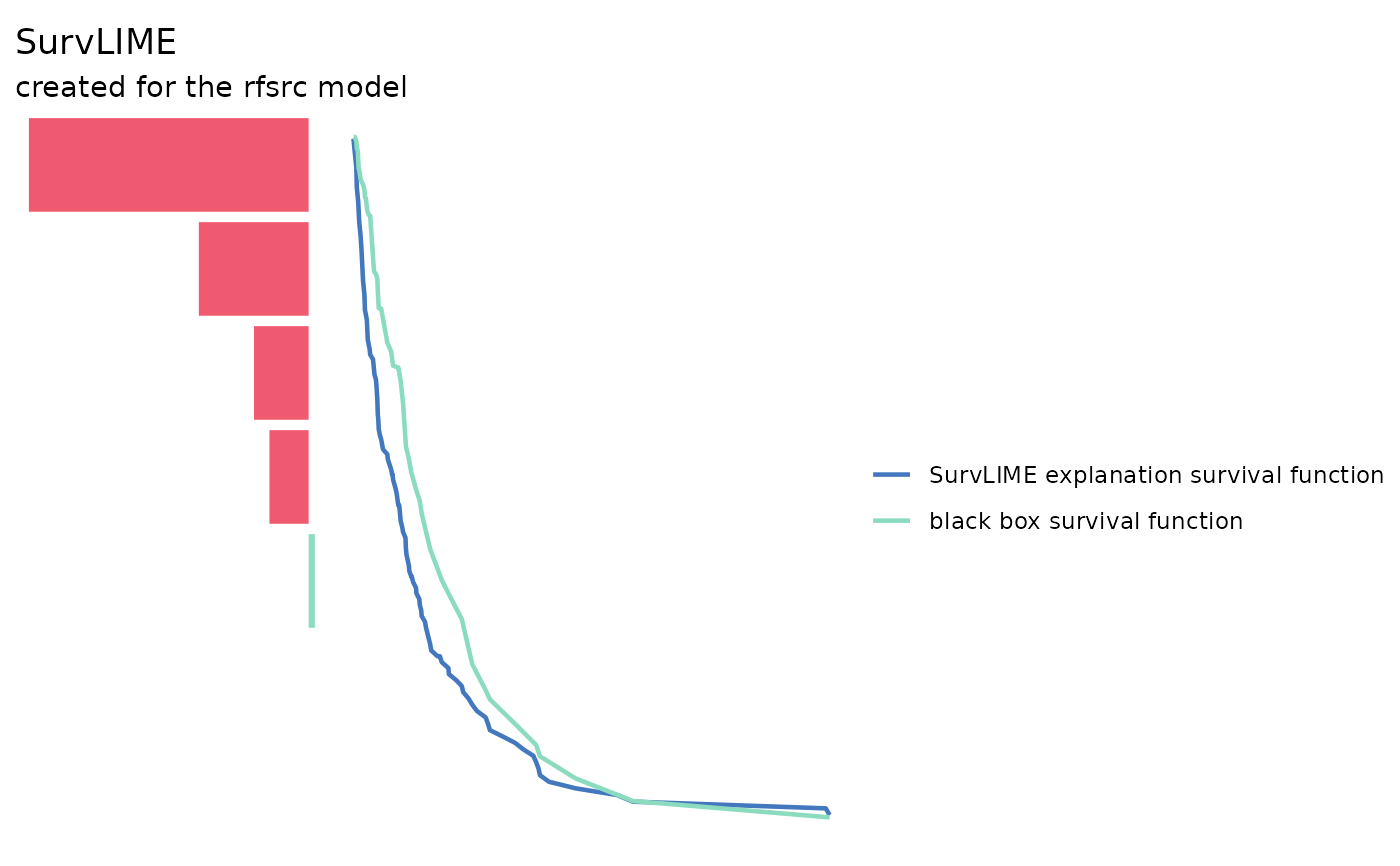 SurvLIME
created for the rfsrc model
SurvLIME explanation survival function
black box survival function